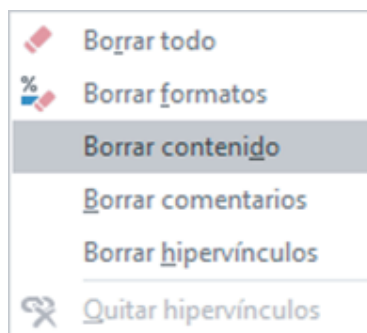 Borrar todo
%
Borrar formatos
Borrar contenido
Borrar comentarios
Borrar hipervínculos
Quitar hipervínculos